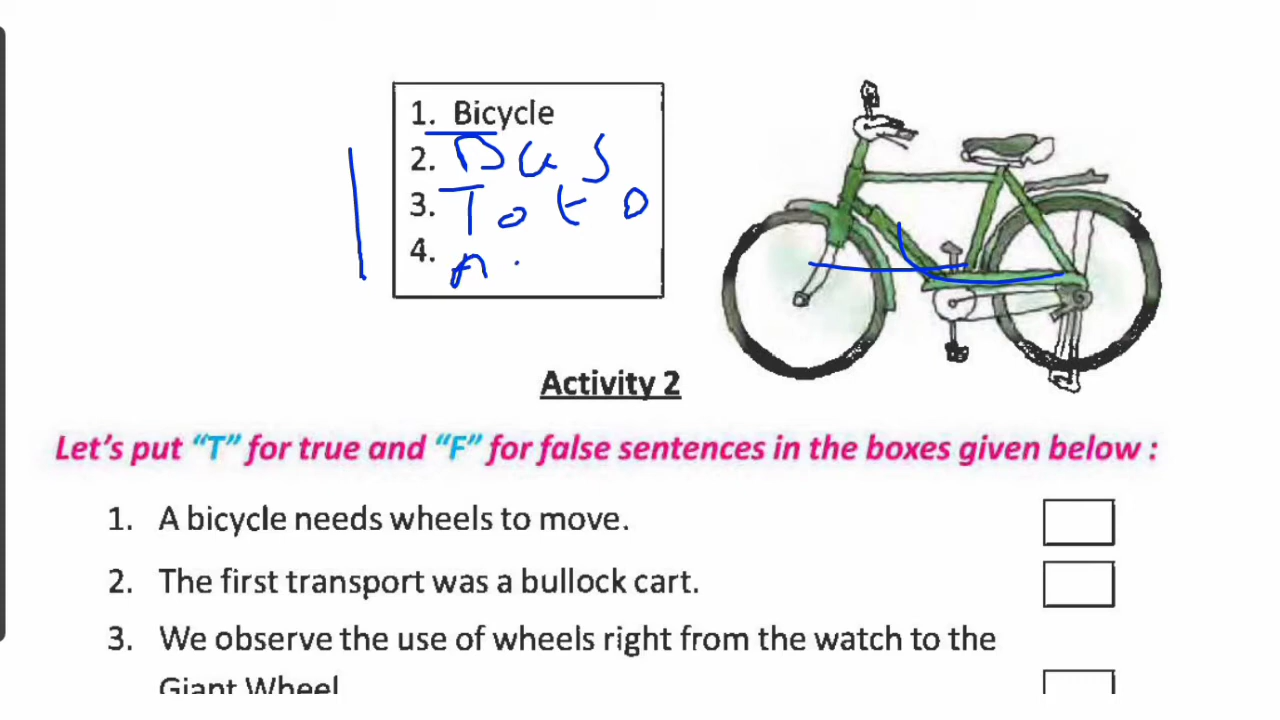 1. Bicycle
2. Bus
3. Toto
4. A
Activity 2
Let's put “T” for true and “F” for false sentences in the boxes given below :
1. A bicycle needs wheels to move.
2. The first transport was a bullock cart.
3. We observe the use of wheels right from the watch to the
Giant Wheel